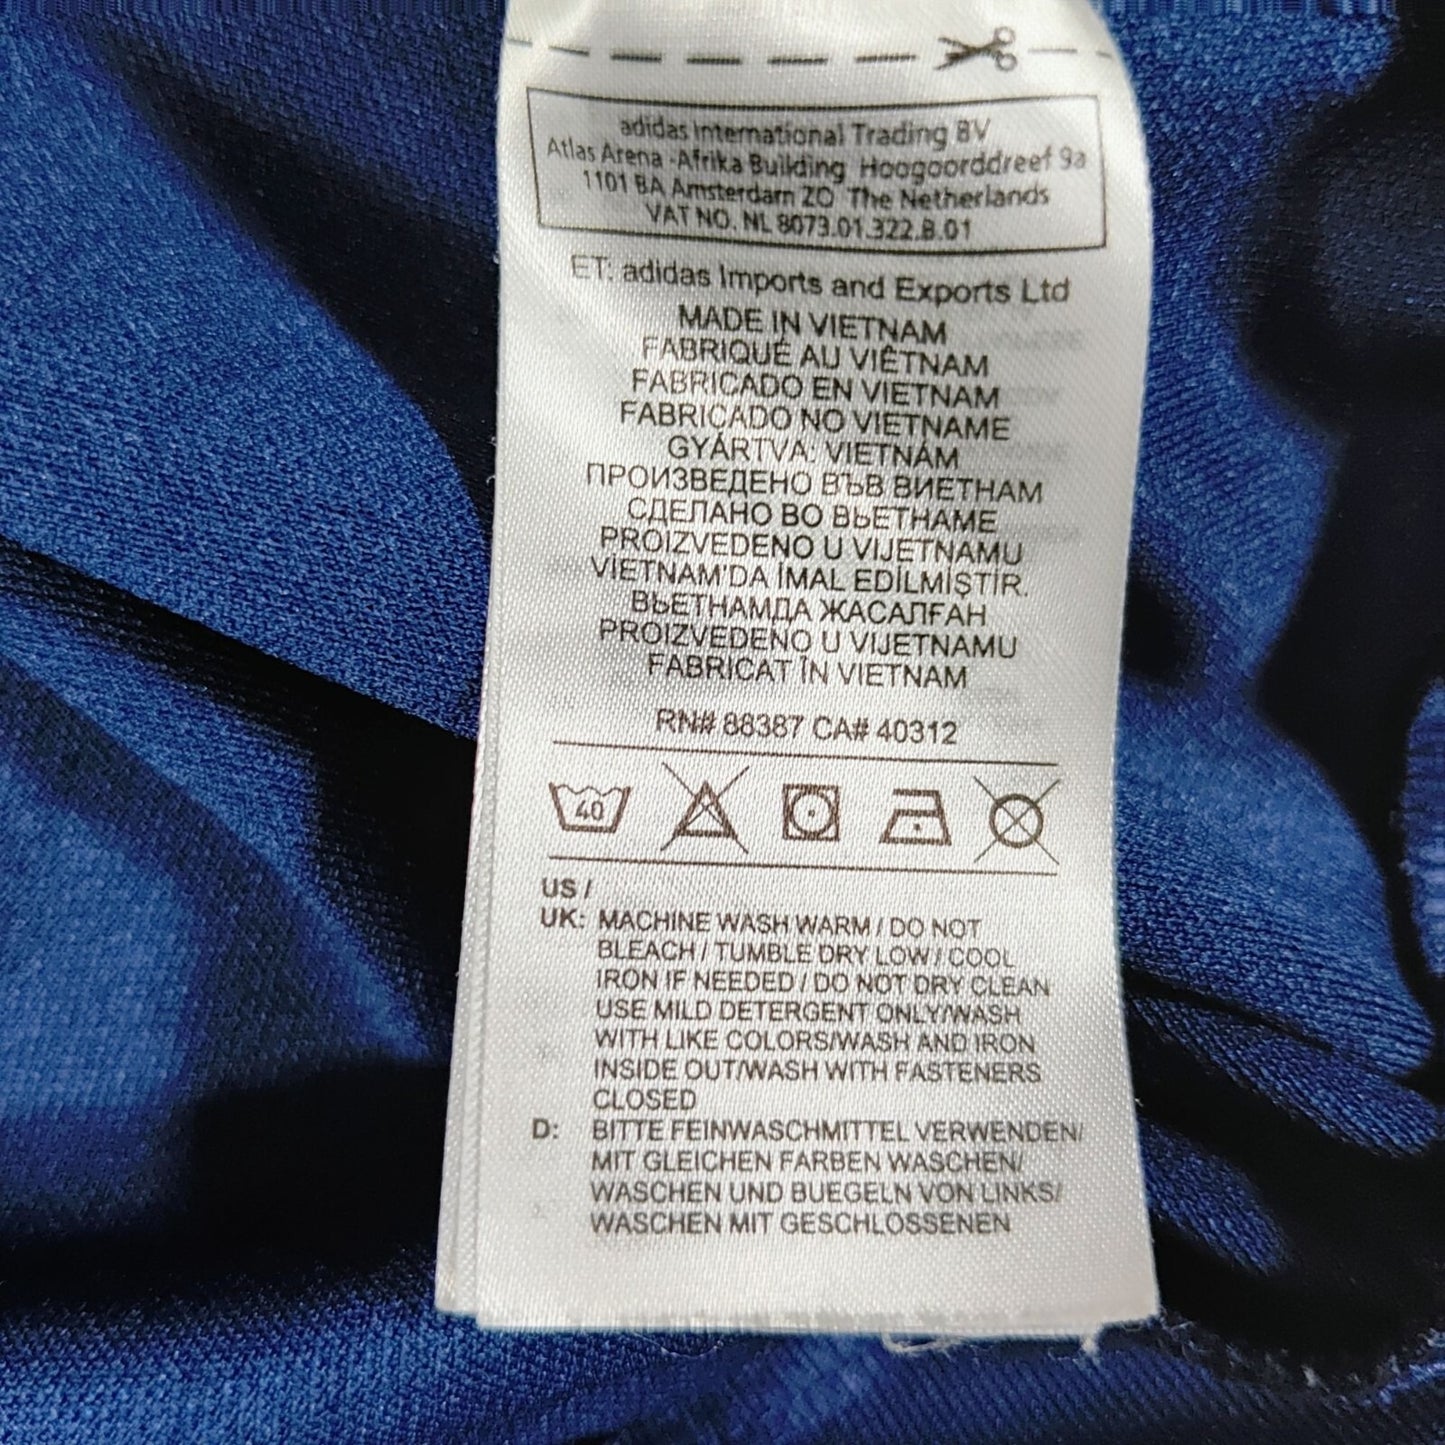 adidas International Trading BV
Atlas Arena -Afrika Building Hoogoorddreef 9a
1101 BA Amsterdam ZO The Netherlands
VAT NO. NL 8073.01.322.B.01
ET: adidas Imports and Exports Ltd
MADE IN VIETNAM
FABRIQUÉ AU VIÊTNAM
FABRICADO EN VIETNAM
FABRICADO NO VIETNAME
GYÁRTVA: VIETNÁM
ПРОИЗВЕДЕНО ВЪВ ВИЕТНАМ
СДЕЛАНО ВО ВЬЕТНАМЕ
PROIZVEDENO U VIJETNAMU
VIETNAM'DA İMAL EDİLMİŞTİR.
ВЬЕТНАМДА ЖАСАЛҒАН
PROIZVEDENO U VIJETNAMU
FABRICAT ÎN VIETNAM
RN# 88387 CA# 40312
40
US /
UK: MACHINE WASH WARM / DO NOT
BLEACH / TUMBLE DRY LOW / COOL
IRON IF NEEDED / DO NOT DRY CLEAN
USE MILD DETERGENT ONLY/WASH
WITH LIKE COLORS/WASH AND IRON
INSIDE OUT/WASH WITH FASTENERS
CLOSED
D: BITTE FEINWASCHMITTEL VERWENDEN/
MIT GLEICHEN FARBEN WASCHEN/
WASCHEN UND BUEGELN VON LINKS/
WASCHEN MIT GESCHLOSSENEN